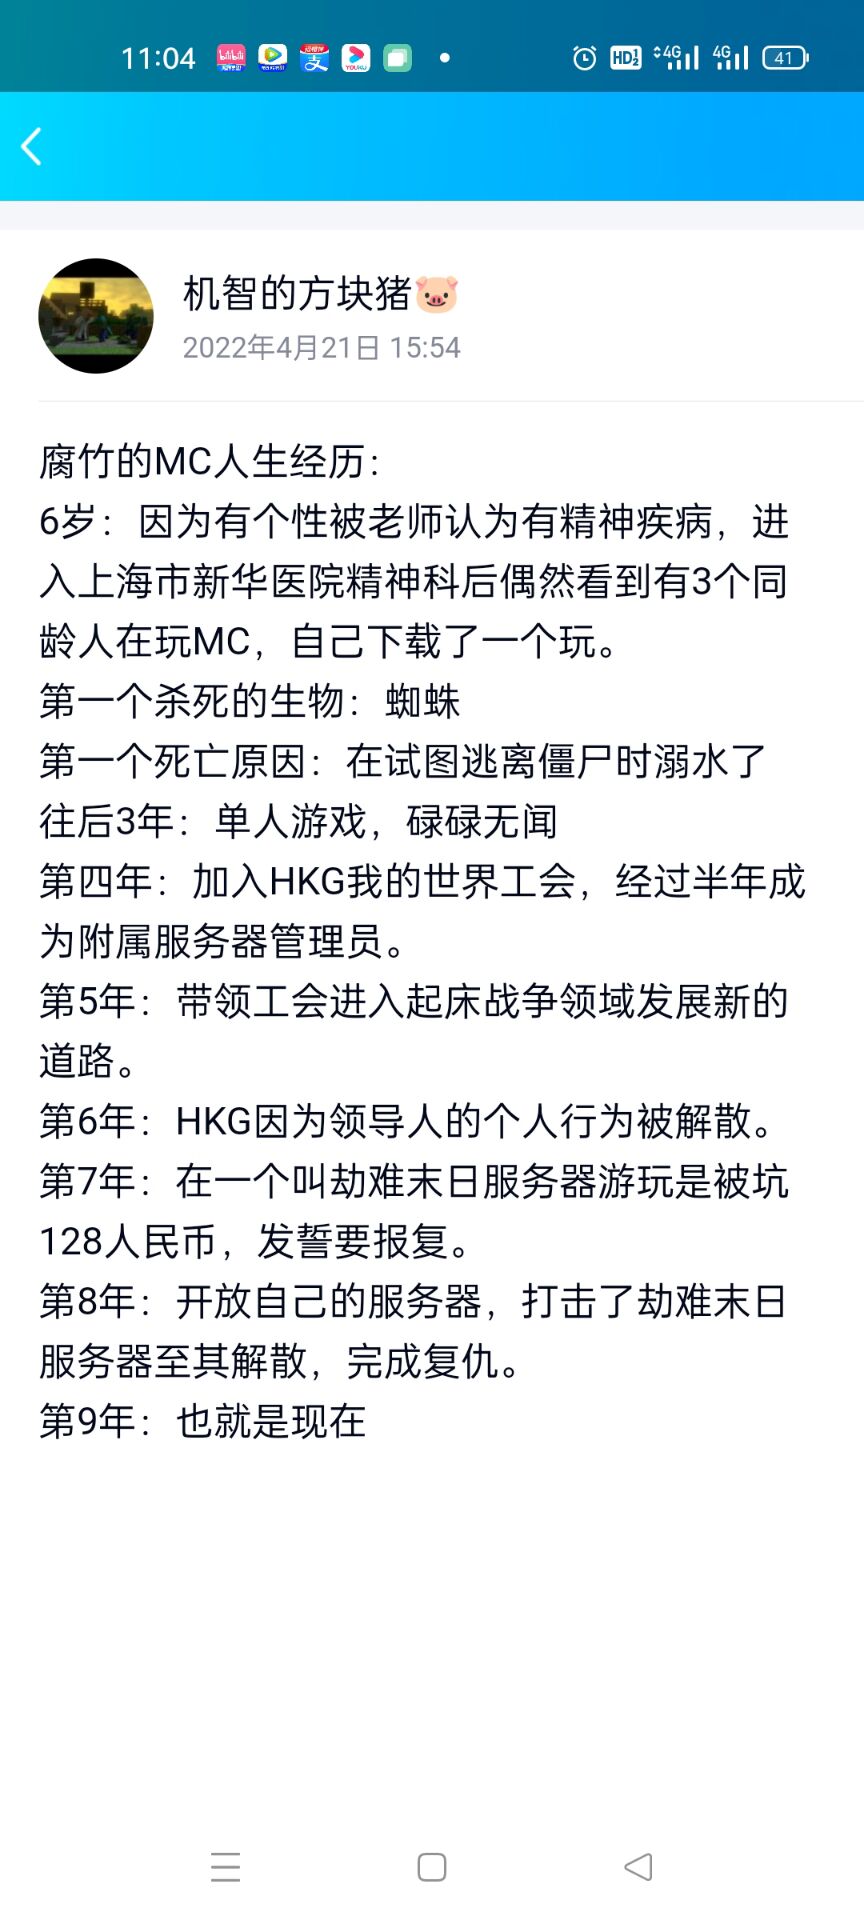 11:04
HD
4G
4G
41
机智的方块猪🐷
2022年4月21日 15:54
腐竹的MC人生经历：
6岁：因为有个性被老师认为有精神疾病，进
入上海市新华医院精神科后偶然看到有3个同
龄人在玩MC，自己下载了一个玩。
第一个杀死的生物：蜘蛛
第一个死亡原因：在试图逃离僵尸时溺水了
往后3年：单人游戏，碌碌无闻
第四年：加入HKG我的世界工会，经过半年成
为附属服务器管理员。
第5年：带领工会进入起床战争领域发展新的
道路。
第6年：HKG因为领导人的个人行为被解散。
第7年：在一个叫劫难末日服务器游玩是被坑
128人民币，发誓要报复。
第8年：开放自己的服务器，打击了劫难末日
服务器至其解散，完成复仇。
第9年：也就是现在